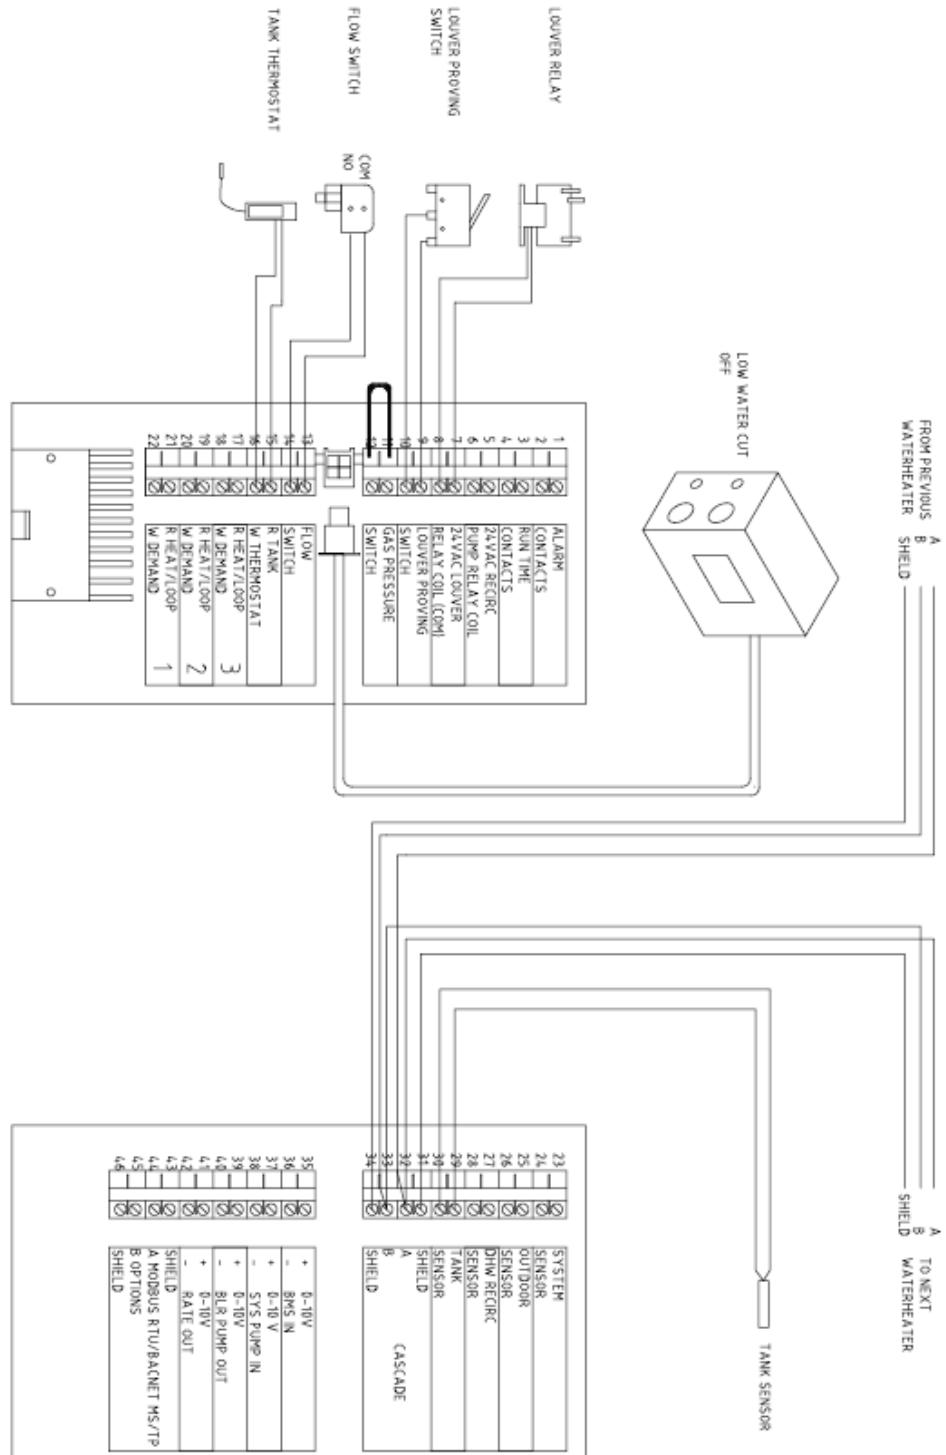 LOUVER RELAY
LOUVER PROVING
SWITCH
FLOW SWITCH
TANK THERMOSTAT
COM
NO
LOW WATER CUT
OFF
FROM PREVIOUS
WATERHEATER
A
B
SHIELD
A
B
SHIELD
TO NEXT
WATERHEATER
TANK SENSOR
1
2
3
4
5
6
7
8
9
10
11
12
13
14
15
16
17
18
19
20
21
22
ALARM
CONTACTS
RUN TIME
CONTACTS
24VAC RECIRC
PUMP RELAY COIL
24VAC LOUVER
RELAY COIL (COM)
LOUVER PROVING
SWITCH
GAS PRESSURE
SWITCH
FLOW
SWITCH
R TANK
W THERMOSTAT
R HEAT/LOOP
W DEMAND 3
R HEAT/LOOP
W DEMAND 2
R HEAT/LOOP
W DEMAND 1
23
24
25
26
27
28
29
30
31
32
33
34
35
36
37
38
39
40
41
42
43
44
45
46
SYSTEM
SENSOR
OUTDOOR
SENSOR
DHW RECIRC
SENSOR
TANK
SENSOR
SHIELD
A
B
SHIELD
CASCADE
+ 0-10V
- BMS IN
+ 0-10 V
- SYS PUMP IN
+ 0-10V
- BLR PUMP OUT
+ 0-10V
- RATE OUT
SHIELD
A MODBUS RTU/BACNET MS/TP
B OPTIONS
SHIELD